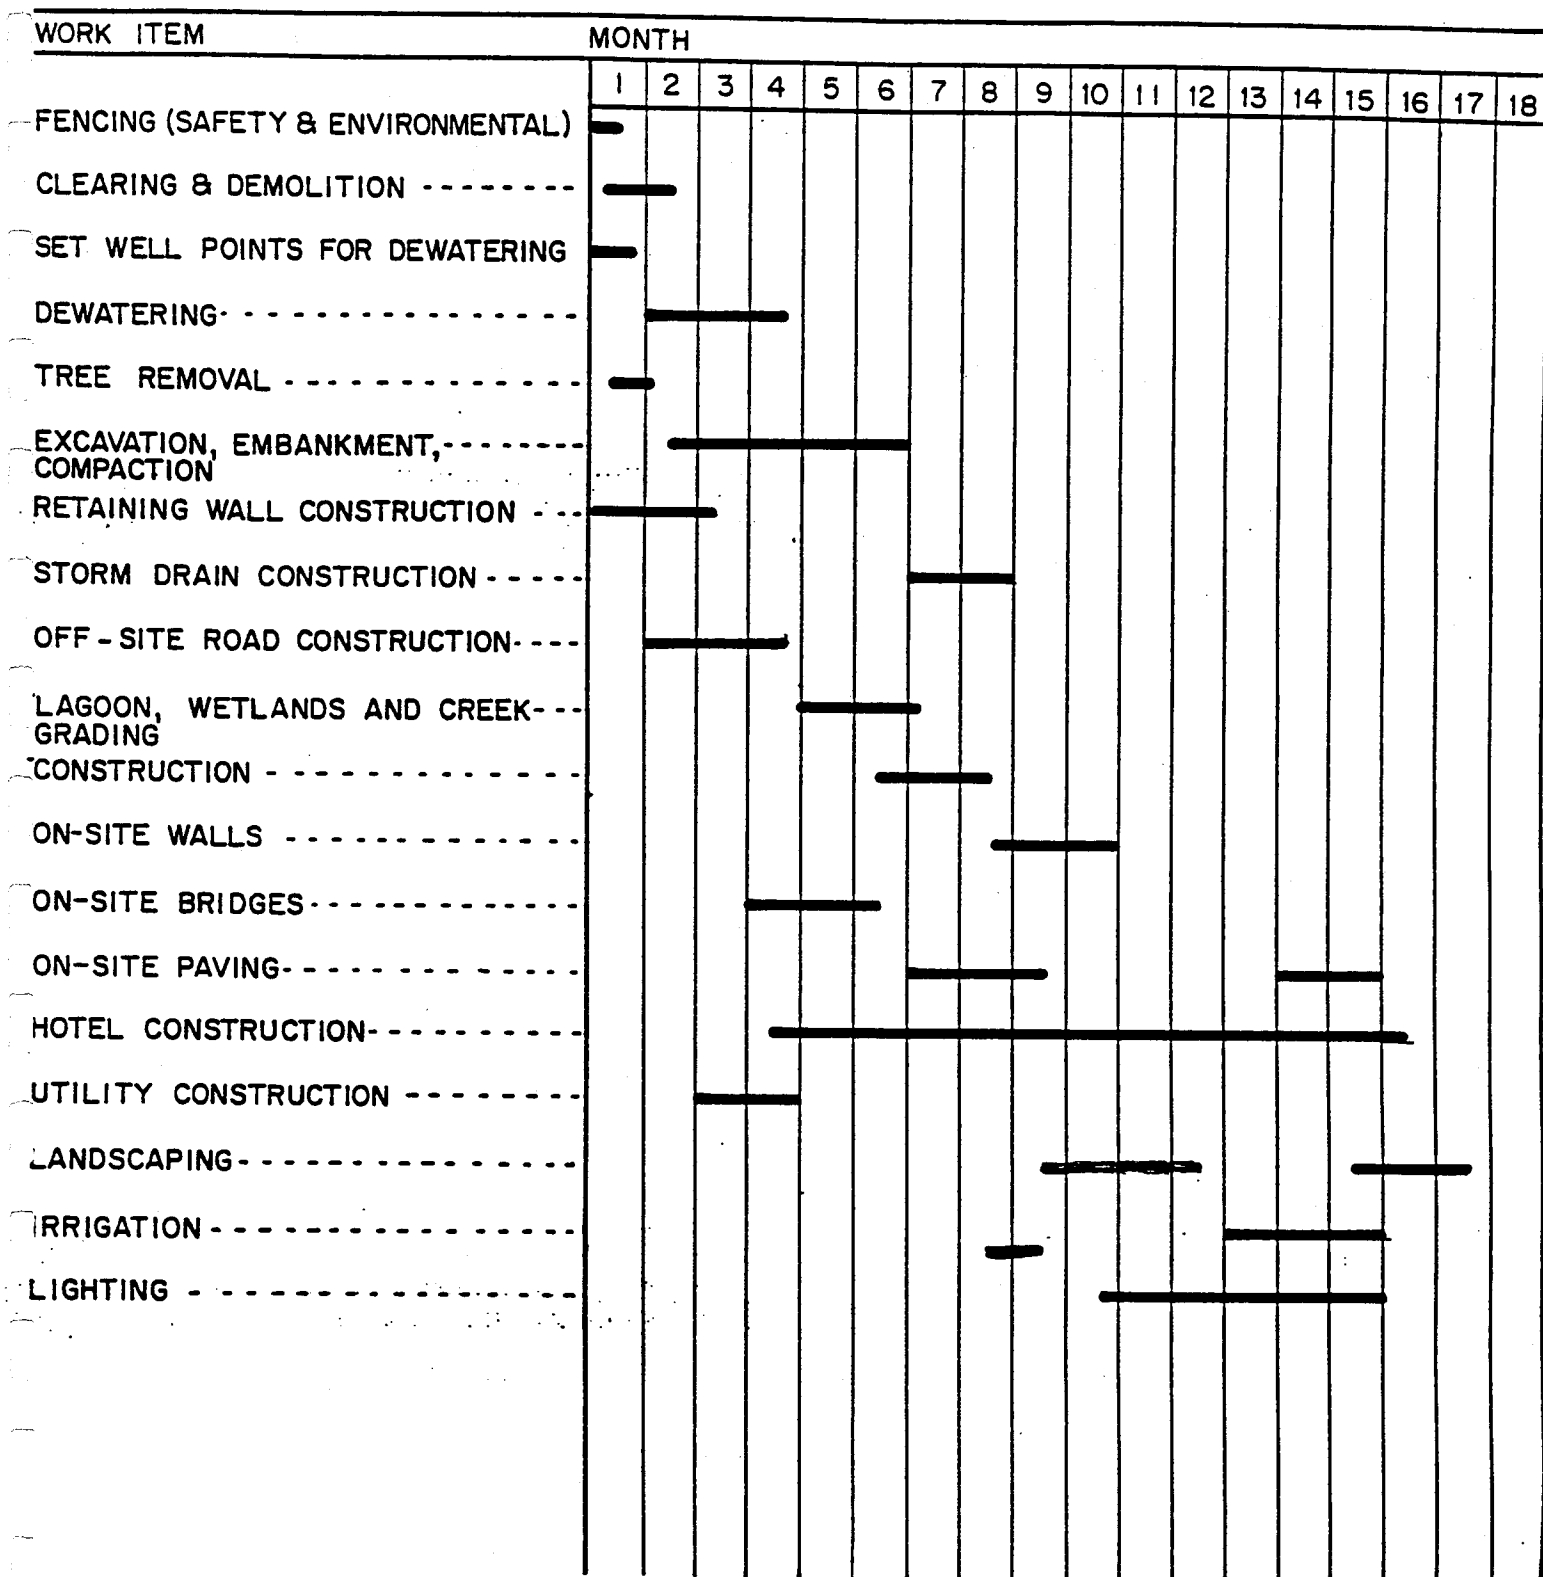 WORK ITEM MONTH
1 2 3 4 5 6 7 8 9 10 11 12 13 14 15 16 17 18
FENCING (SAFETY & ENVIRONMENTAL)
CLEARING & DEMOLITION
SET WELL POINTS FOR DEWATERING
DEWATERING
TREE REMOVAL
EXCAVATION, EMBANKMENT,
COMPACTION
RETAINING WALL CONSTRUCTION
STORM DRAIN CONSTRUCTION
OFF-SITE ROAD CONSTRUCTION
LAGOON, WETLANDS AND CREEK
GRADING
CONSTRUCTION
ON-SITE WALLS
ON-SITE BRIDGES
ON-SITE PAVING
HOTEL CONSTRUCTION
UTILITY CONSTRUCTION
LANDSCAPING
IRRIGATION
LIGHTING